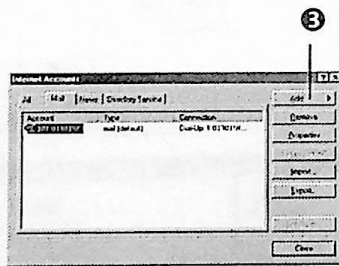 3
Internet Accounts
All Mail News Directory Service
Add
Remove
Properties
Account Type Connection
mail (default)
Import...
Export...
Close